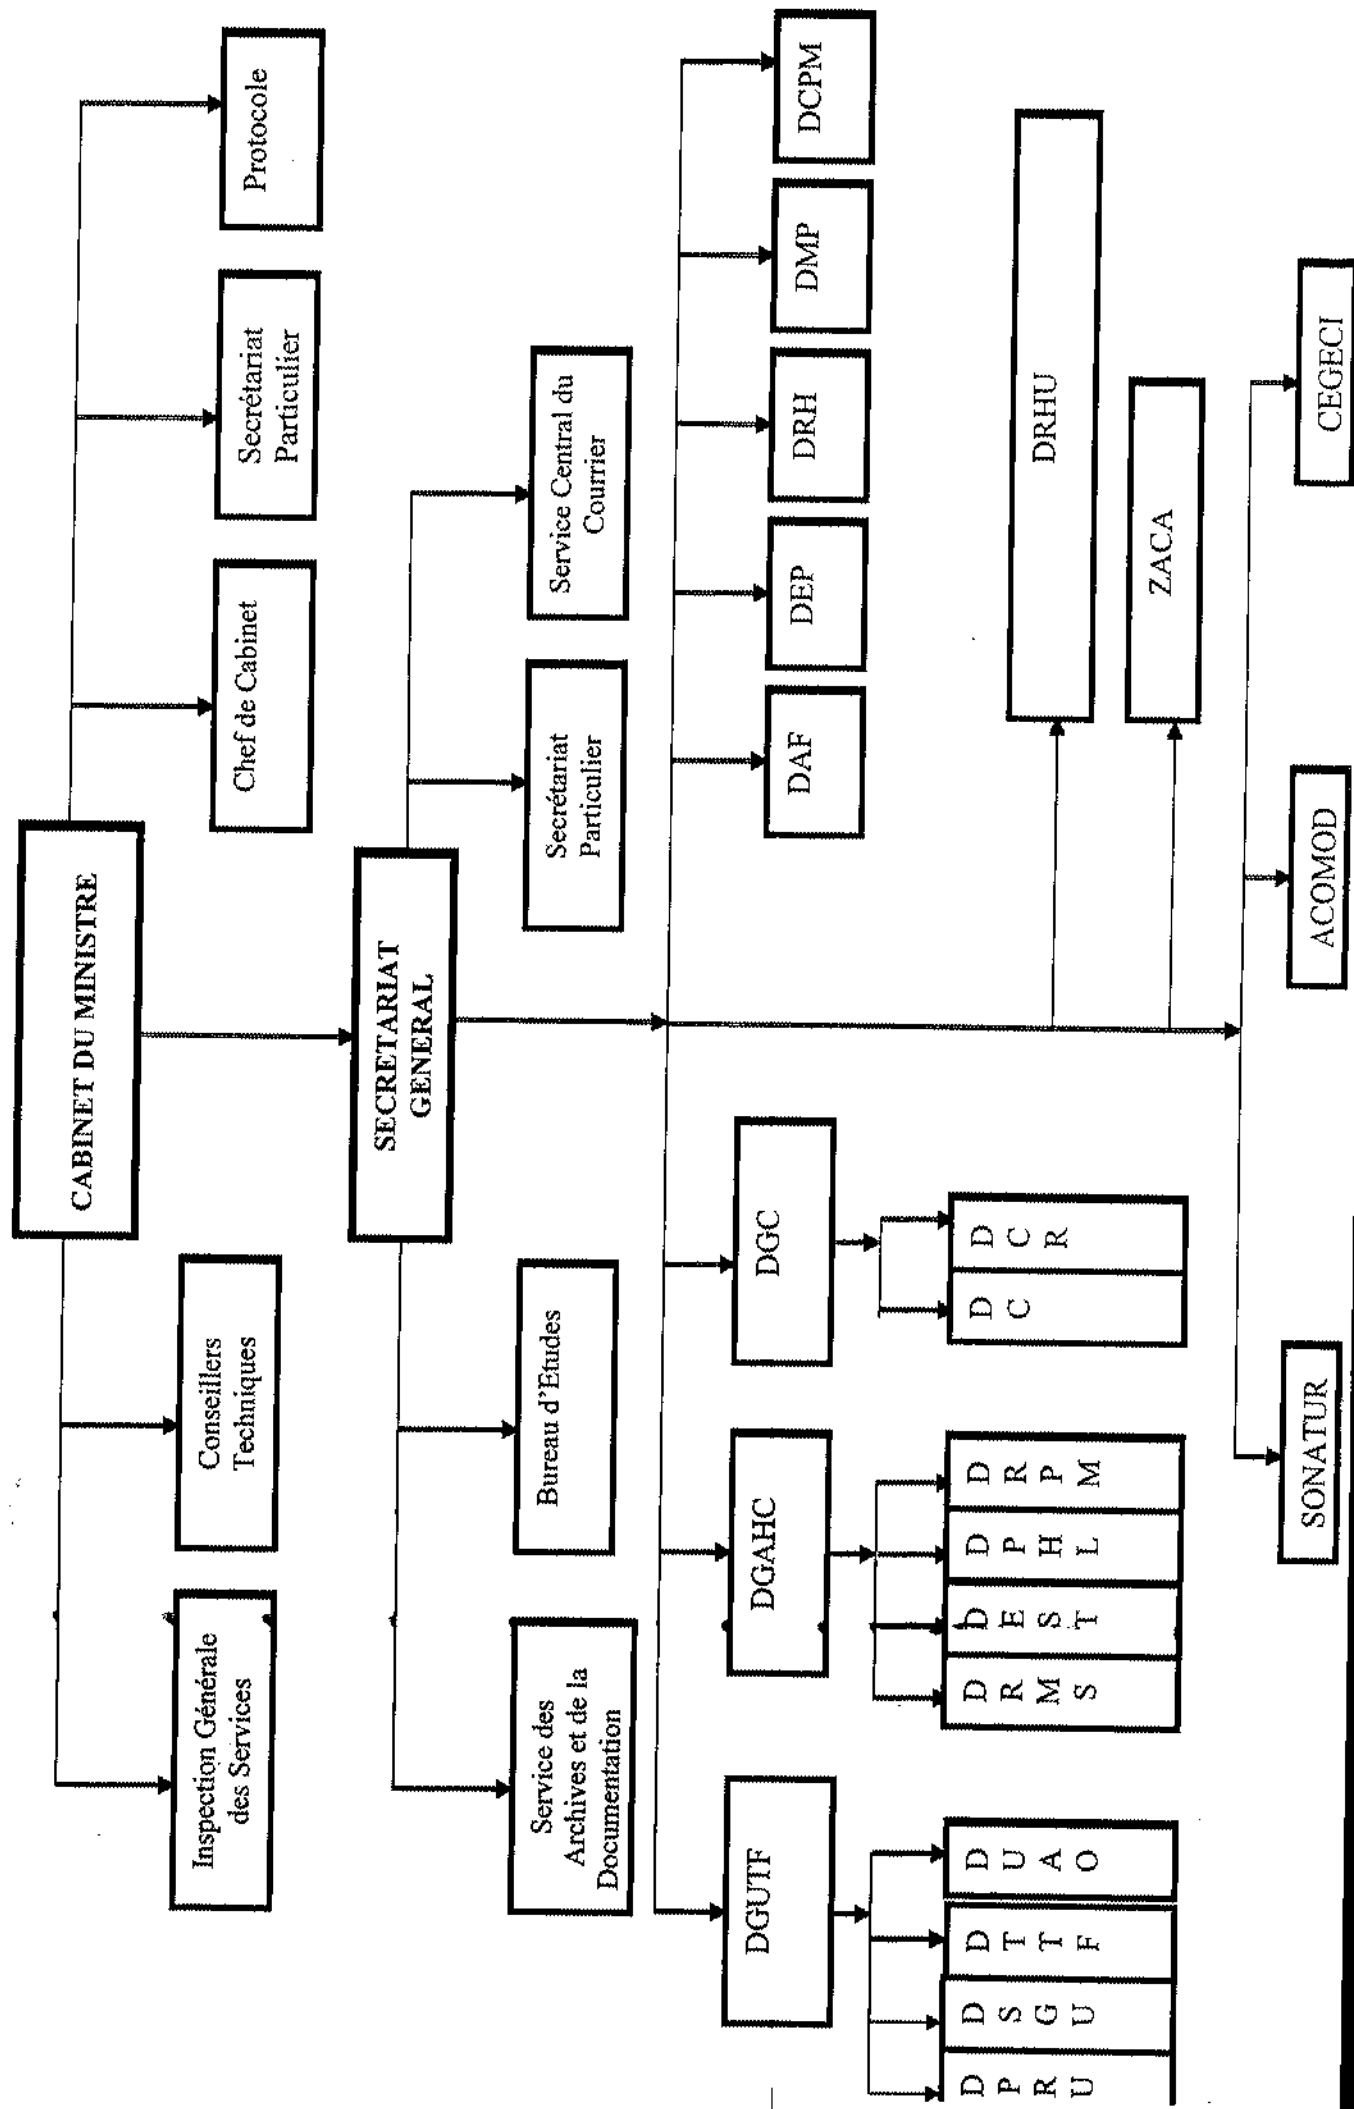 CABINET DU MINISTRE
Inspection Générale
des Services
Conseillers
Techniques
Chef de Cabinet
Secrétariat
Particulier
Protocole
SECRETARIAT
GENERAL
Service des
Archives et de la
Documentation
Bureau d'Etudes
Secrétariat
Particulier
Service Central du
Courrier
DGUTF
DGAHC
DGC
DAF
DEP
DRH
DMP
DCPM
DPRU
DSGU
DTTF
DUAO
DRMS
DEST
DPHL
DRPM
DC
DCR
DRHU
ZACA
SONATUR
ACOMOD
CEGECI